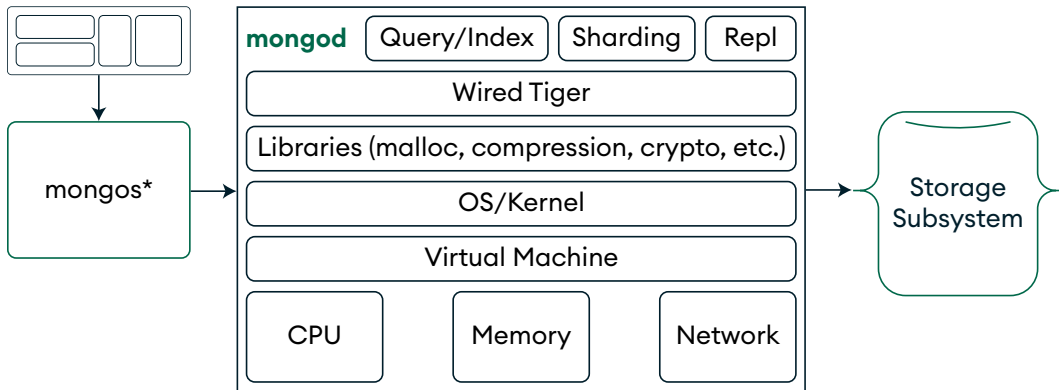 mongod
Query/Index
Sharding
Repl
Wired Tiger
Libraries (malloc, compression, crypto, etc.)
mongos*
OS/Kernel
Storage
Subsystem
Virtual Machine
CPU
Memory
Network